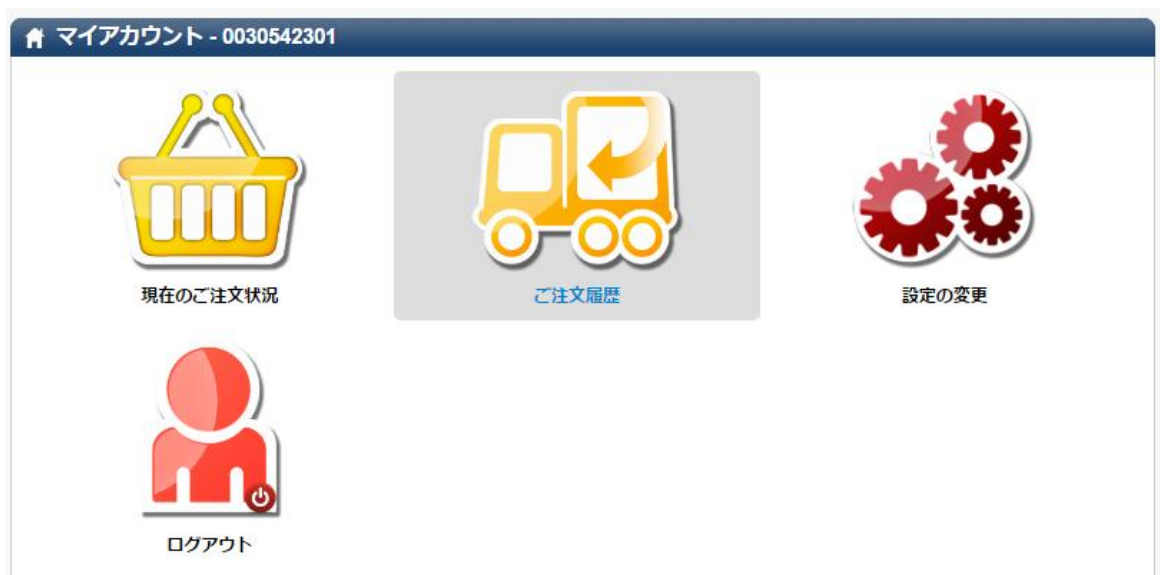 マイアカウント - 0030542301
現在のご注文状況
ご注文履歴
設定の変更
ログアウト